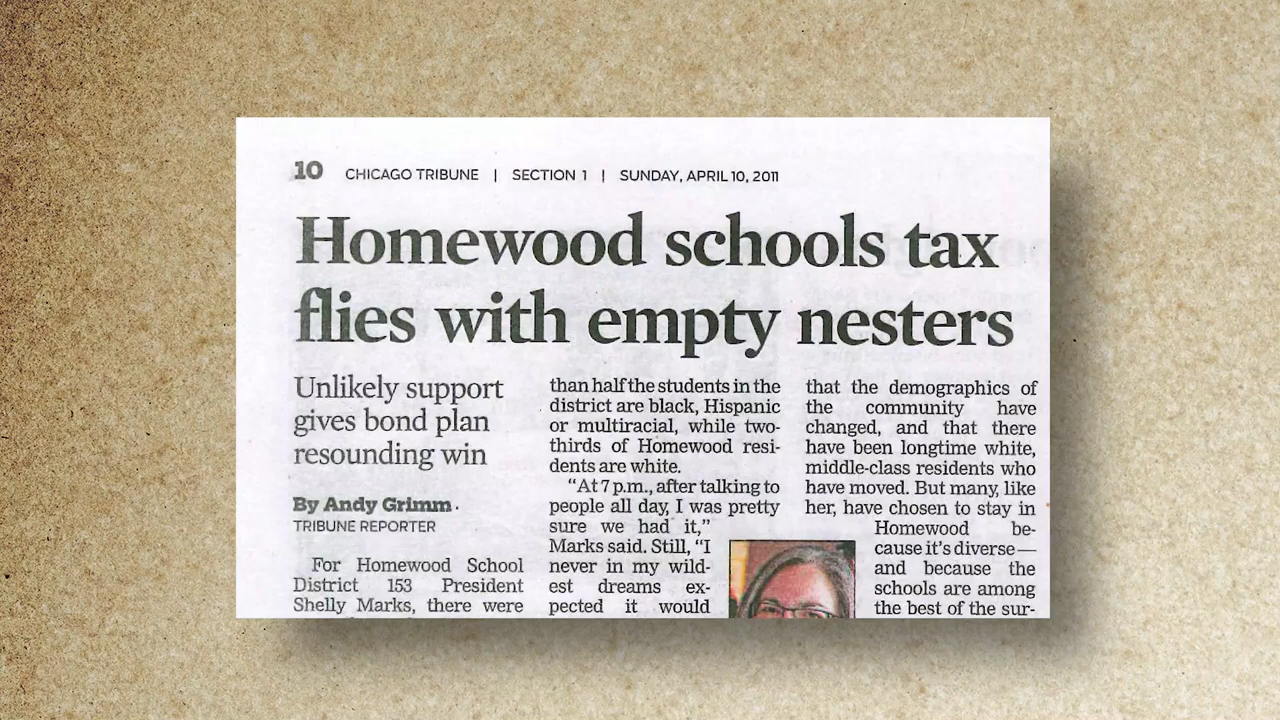 10 CHICAGO TRIBUNE | SECTION 1 | SUNDAY, APRIL 10, 2011
Homewood schools tax
flies with empty nesters
Unlikely support
gives bond plan
resounding win
By Andy Grimm
TRIBUNE REPORTER
For Homewood School
District 153 President
Shelly Marks, there were
than half the students in the
district are black, Hispanic
or multiracial, while two-
thirds of Homewood resi-
dents are white.
“At 7 p.m., after talking to
people all day, I was pretty
sure we had it,”
Marks said. Still, “I
never in my wild-
est dreams ex-
pected it would
that the demographics of
the community have
changed, and that there
have been longtime white,
middle-class residents who
have moved. But many, like
her, have chosen to stay in
Homewood be-
cause it’s diverse —
and because the
schools are among
the best of the sur-